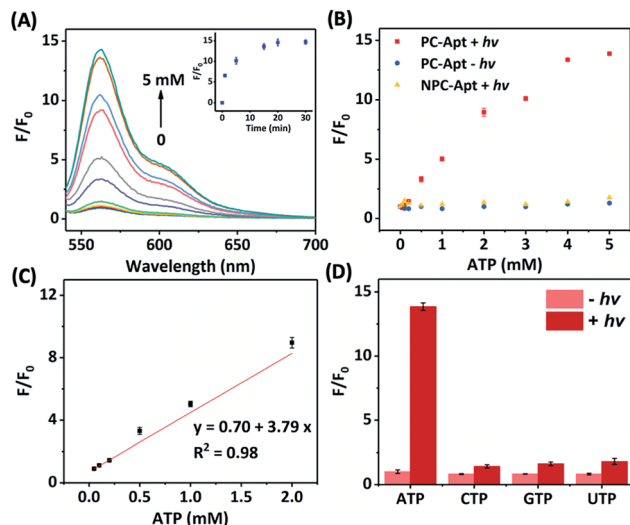 (A)
F/F0
15
10
5
0
550
600
650
700
Wavelength (nm)
5 mM
0
F/F0
15
10
5
0
0
10
20
30
Time (min)
(B)
F/F0
15
10
5
0
0
1
2
3
4
5
ATP (mM)
PC-Apt + hv
PC-Apt - hv
NPC-Apt + hv
(C)
F/F0
12
8
4
0
0.0
0.5
1.0
1.5
2.0
ATP (mM)
y = 0.70 + 3.79 x
R² = 0.98
(D)
F/F0
15
10
5
0
ATP
CTP
GTP
UTP
- hv
+ hv